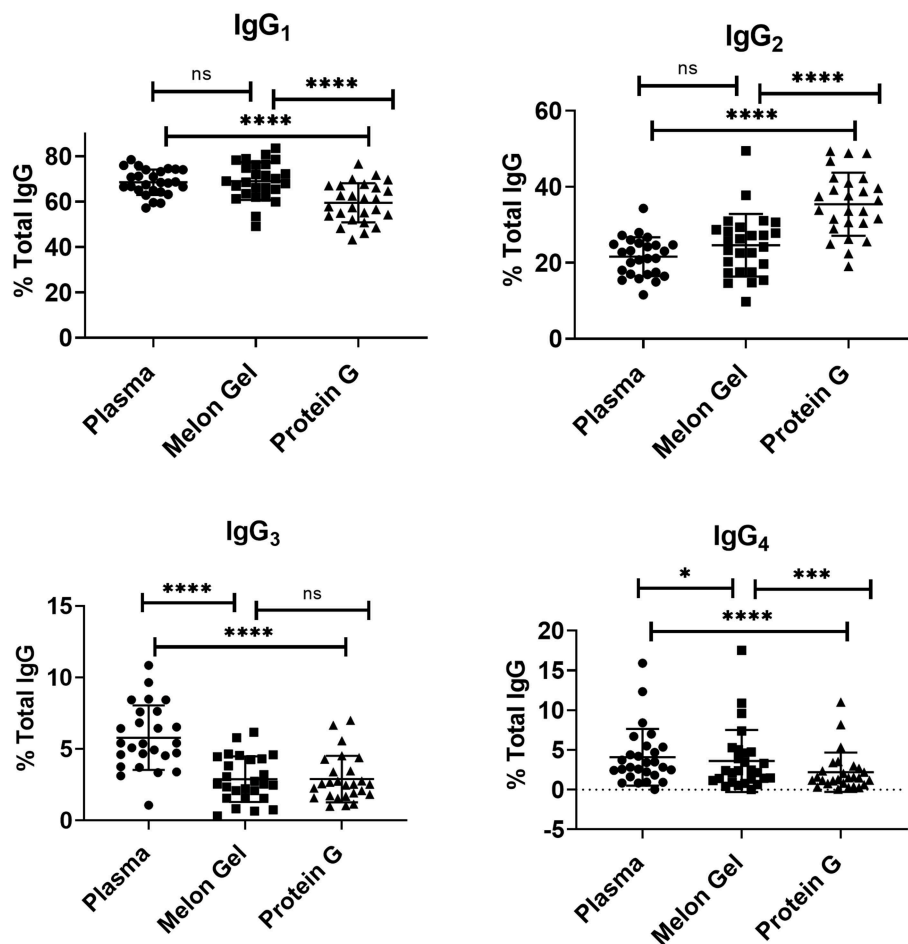 IgG₁
ns
****
****
% Total IgG
80
60
40
20
0
Plasma
Melon Gel
Protein G
IgG₂
ns
****
****
% Total IgG
60
40
20
0
Plasma
Melon Gel
Protein G
IgG₃
****
ns
****
% Total IgG
15
10
5
0
Plasma
Melon Gel
Protein G
IgG₄
*
***
****
% Total IgG
20
15
10
5
0
-5
Plasma
Melon Gel
Protein G